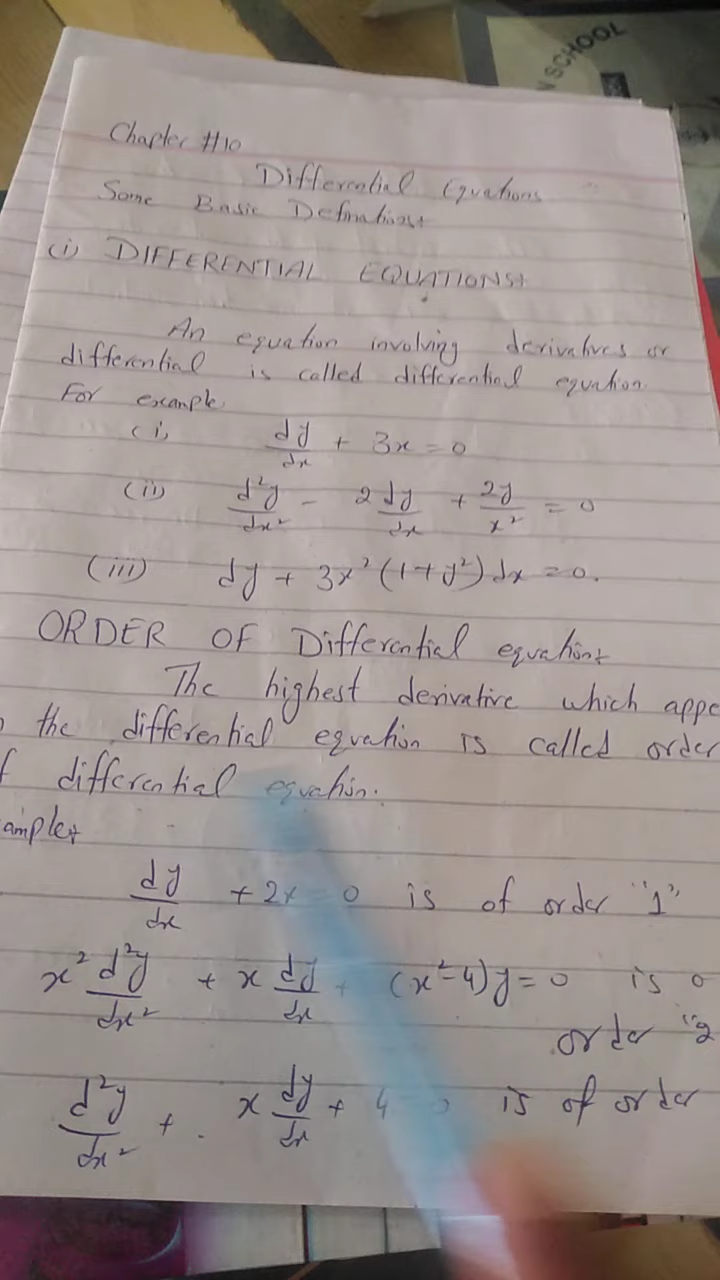 N SCHOOL
Chapter #10
Differential Equations
Some Basic Definations+
(i) DIFFERENTIAL EQUATIONS+
An equation involving derivatives or
differential is called differential equation.
For example
(i) dy/dx + 3x = 0
(ii) d²y/dx² - 2dy/dx + 2y/x² = 0
(iii) dy + 3x²(1+y²)dx = 0.
ORDER OF Differential equation+
The highest derivative which appe
the differential equation is called order
f differential equation.
ample+
dy/dx + 2x = 0 is of order "1"
x² d²y/dx² + x dy/dx + (x²-4)y = 0 is o
order "2
d²y/dx² + x dy/dx + 4 0 is of order